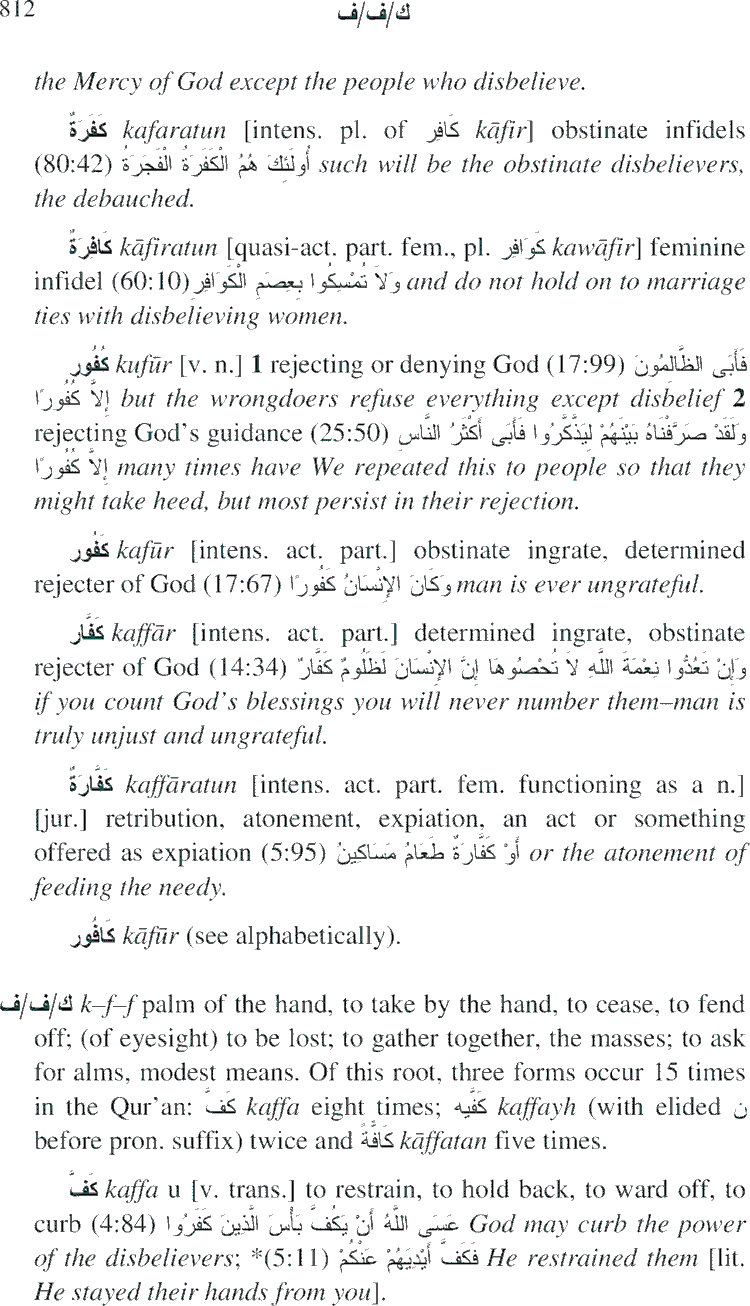 812
ك/ف/ف
the Mercy of God except the people who disbelieve.
كَفَرَةٌ kafaratun [intens. pl. of كَافِر kāfir] obstinate infidels
(80:42) أُولَئِكَ هُمُ الْكَفَرَةُ الْفَجَرَةُ such will be the obstinate disbelievers,
the debauched.
كَافِرَةٌ kāfiratun [quasi-act. part. fem., pl. كَوَافِر kawāfir] feminine
infidel (60:10) وَلاَ تُمْسِكُوا بِعِصَمِ الْكَوَافِرِ and do not hold on to marriage
ties with disbelieving women.
كُفُور kufūr [v. n.] 1 rejecting or denying God (17:99) فَأَبَى الظَّالِمُونَ
إِلاَّ كُفُورًا but the wrongdoers refuse everything except disbelief 2
rejecting God's guidance (25:50) وَلَقَدْ صَرَّفْنَاهُ بَيْنَهُمْ لِيَذَّكَّرُوا فَأَبَى أَكْثَرُ النَّاسِ
إِلاَّ كُفُورًا many times have We repeated this to people so that they
might take heed, but most persist in their rejection.
كَفُور kafūr [intens. act. part.] obstinate ingrate, determined
rejecter of God (17:67) وَكَانَ الإِنْسَانُ كَفُورًا man is ever ungrateful.
كَفَّار kaffār [intens. act. part.] determined ingrate, obstinate
rejecter of God (14:34) وَإِنْ تَعُدُّوا نِعْمَةَ اللَّهِ لاَ تُحْصُوهَا إِنَّ الإِنْسَانَ لَظَلُومٌ كَفَّارٌ
if you count God's blessings you will never number them–man is
truly unjust and ungrateful.
كَفَّارَةٌ kaffāratun [intens. act. part. fem. functioning as a n.]
[jur.] retribution, atonement, expiation, an act or something
offered as expiation (5:95) أَوْ كَفَّارَةٌ طَعَامُ مَسَاكِينُ or the atonement of
feeding the needy.
كَافُور kāfūr (see alphabetically).
ك/ف/ف k–f–f palm of the hand, to take by the hand, to cease, to fend
off; (of eyesight) to be lost; to gather together, the masses; to ask
for alms, modest means. Of this root, three forms occur 15 times
in the Qur'an: كَفَّ kaffa eight times; كَفَّيه kaffayh (with elided ن
before pron. suffix) twice and كَافَّةً kāffatan five times.
كَفَّ kaffa u [v. trans.] to restrain, to hold back, to ward off, to
curb (4:84) عَسَى اللَّهُ أَنْ يَكُفَّ بَأْسَ الَّذِينَ كَفَرُوا God may curb the power
of the disbelievers; *(5:11) فَكَفَّ أَيْدِيَهُمْ عَنْكُمْ He restrained them [lit.
He stayed their hands from you].